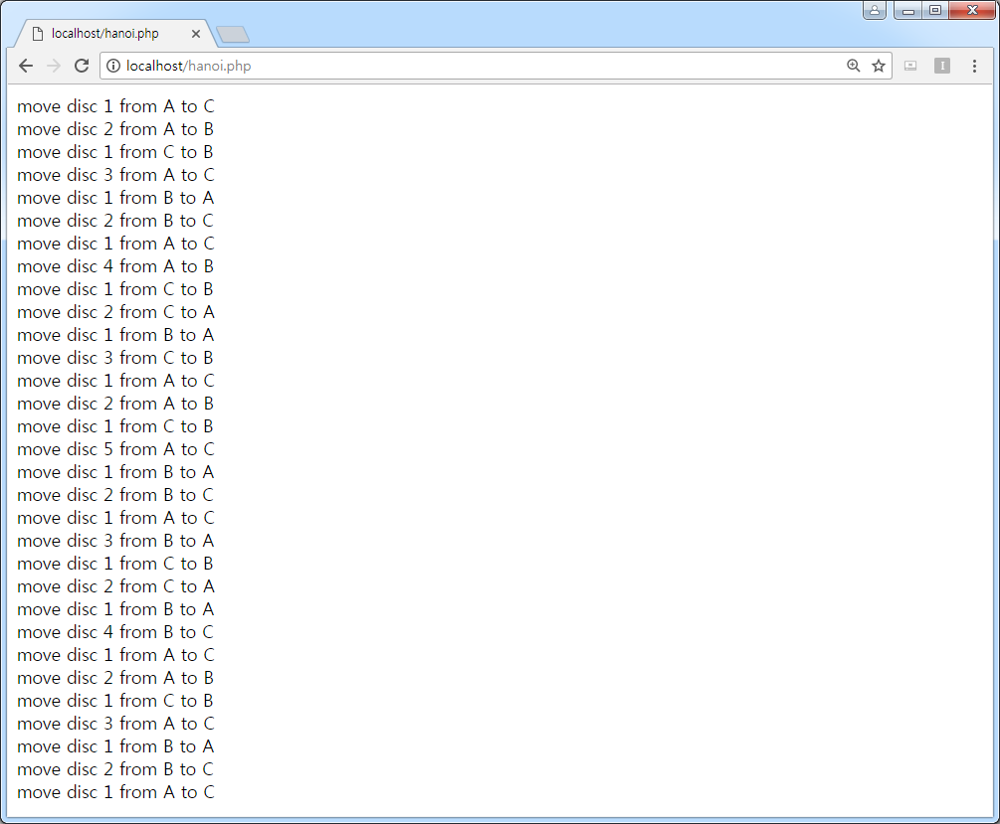 localhost/hanoi.php
localhost/hanoi.php
move disc 1 from A to C
move disc 2 from A to B
move disc 1 from C to B
move disc 3 from A to C
move disc 1 from B to A
move disc 2 from B to C
move disc 1 from A to C
move disc 4 from A to B
move disc 1 from C to B
move disc 2 from C to A
move disc 1 from B to A
move disc 3 from C to B
move disc 1 from A to C
move disc 2 from A to B
move disc 1 from C to B
move disc 5 from A to C
move disc 1 from B to A
move disc 2 from B to C
move disc 1 from A to C
move disc 3 from B to A
move disc 1 from C to B
move disc 2 from C to A
move disc 1 from B to A
move disc 4 from B to C
move disc 1 from A to C
move disc 2 from A to B
move disc 1 from C to B
move disc 3 from A to C
move disc 1 from B to A
move disc 2 from B to C
move disc 1 from A to C